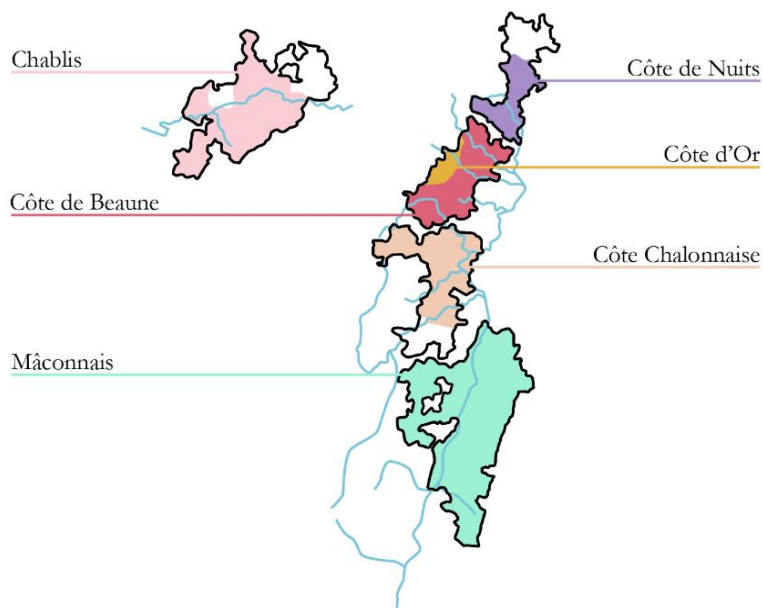 Chablis
Côte de Nuits
Côte d’Or
Côte de Beaune
Côte Chalonnaise
Mâconnais